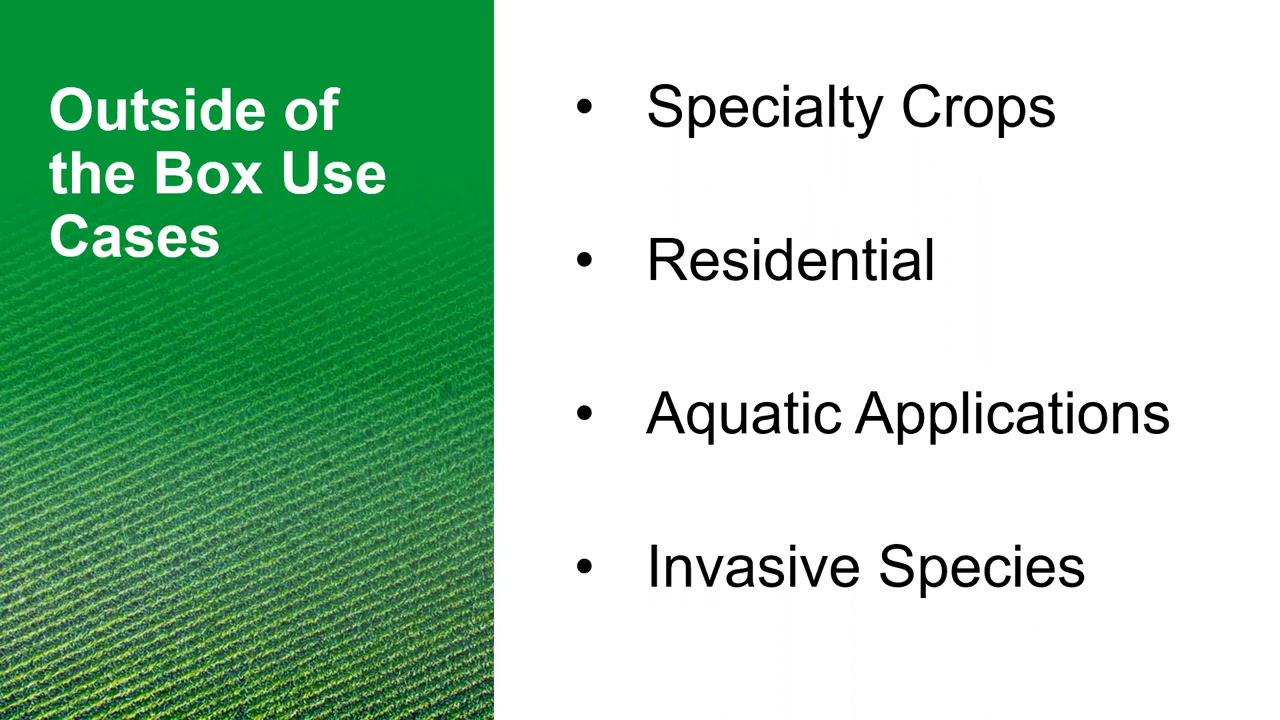 Outside of
the Box Use
Cases
• Specialty Crops
• Residential
• Aquatic Applications
• Invasive Species